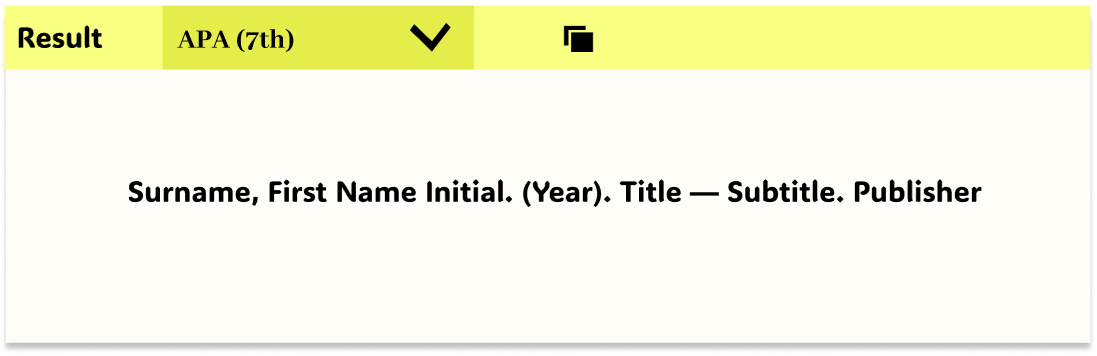 Result APA (7th)
Surname, First Name Initial. (Year). Title — Subtitle. Publisher